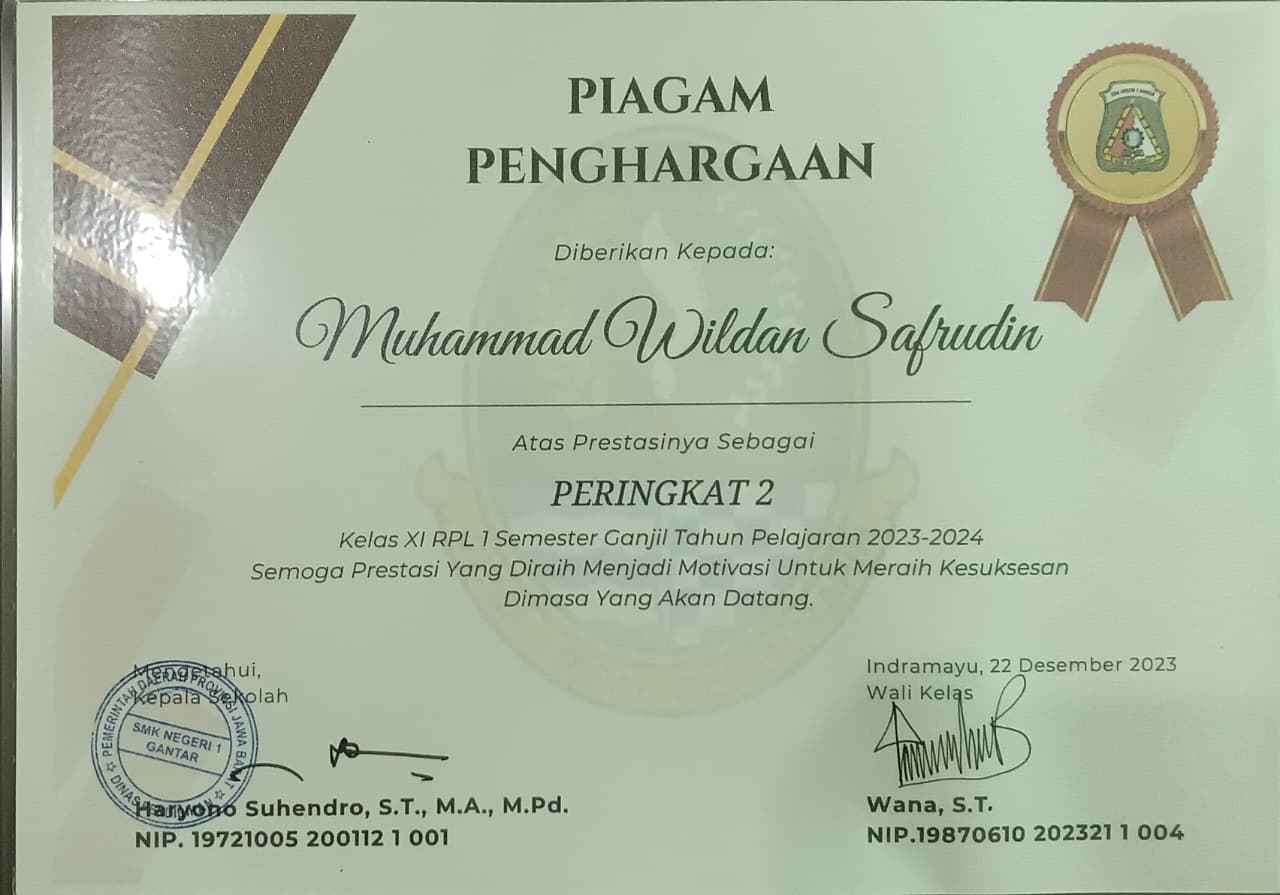 PIAGAM
PENGHARGAAN
Diberikan Kepada:
Muhammad Wildan Safrudin
Atas Prestasinya Sebagai
PERINGKAT 2
Kelas XI RPL 1 Semester Ganjil Tahun Pelajaran 2023-2024
Semoga Prestasi Yang Diraih Menjadi Motivasi Untuk Meraih Kesuksesan
Dimasa Yang Akan Datang.
Mengetahui,
Kepala Sekolah
PEMERINTAH DAERAH PROVINSI JAWA BARAT
SMK NEGERI 1
GANTAR
DINAS
Haryono Suhendro, S.T., M.A., M.Pd.
NIP. 19721005 200112 1 001
Indramayu, 22 Desember 2023
Wali Kelas
Wana, S.T.
NIP.19870610 202321 1 004